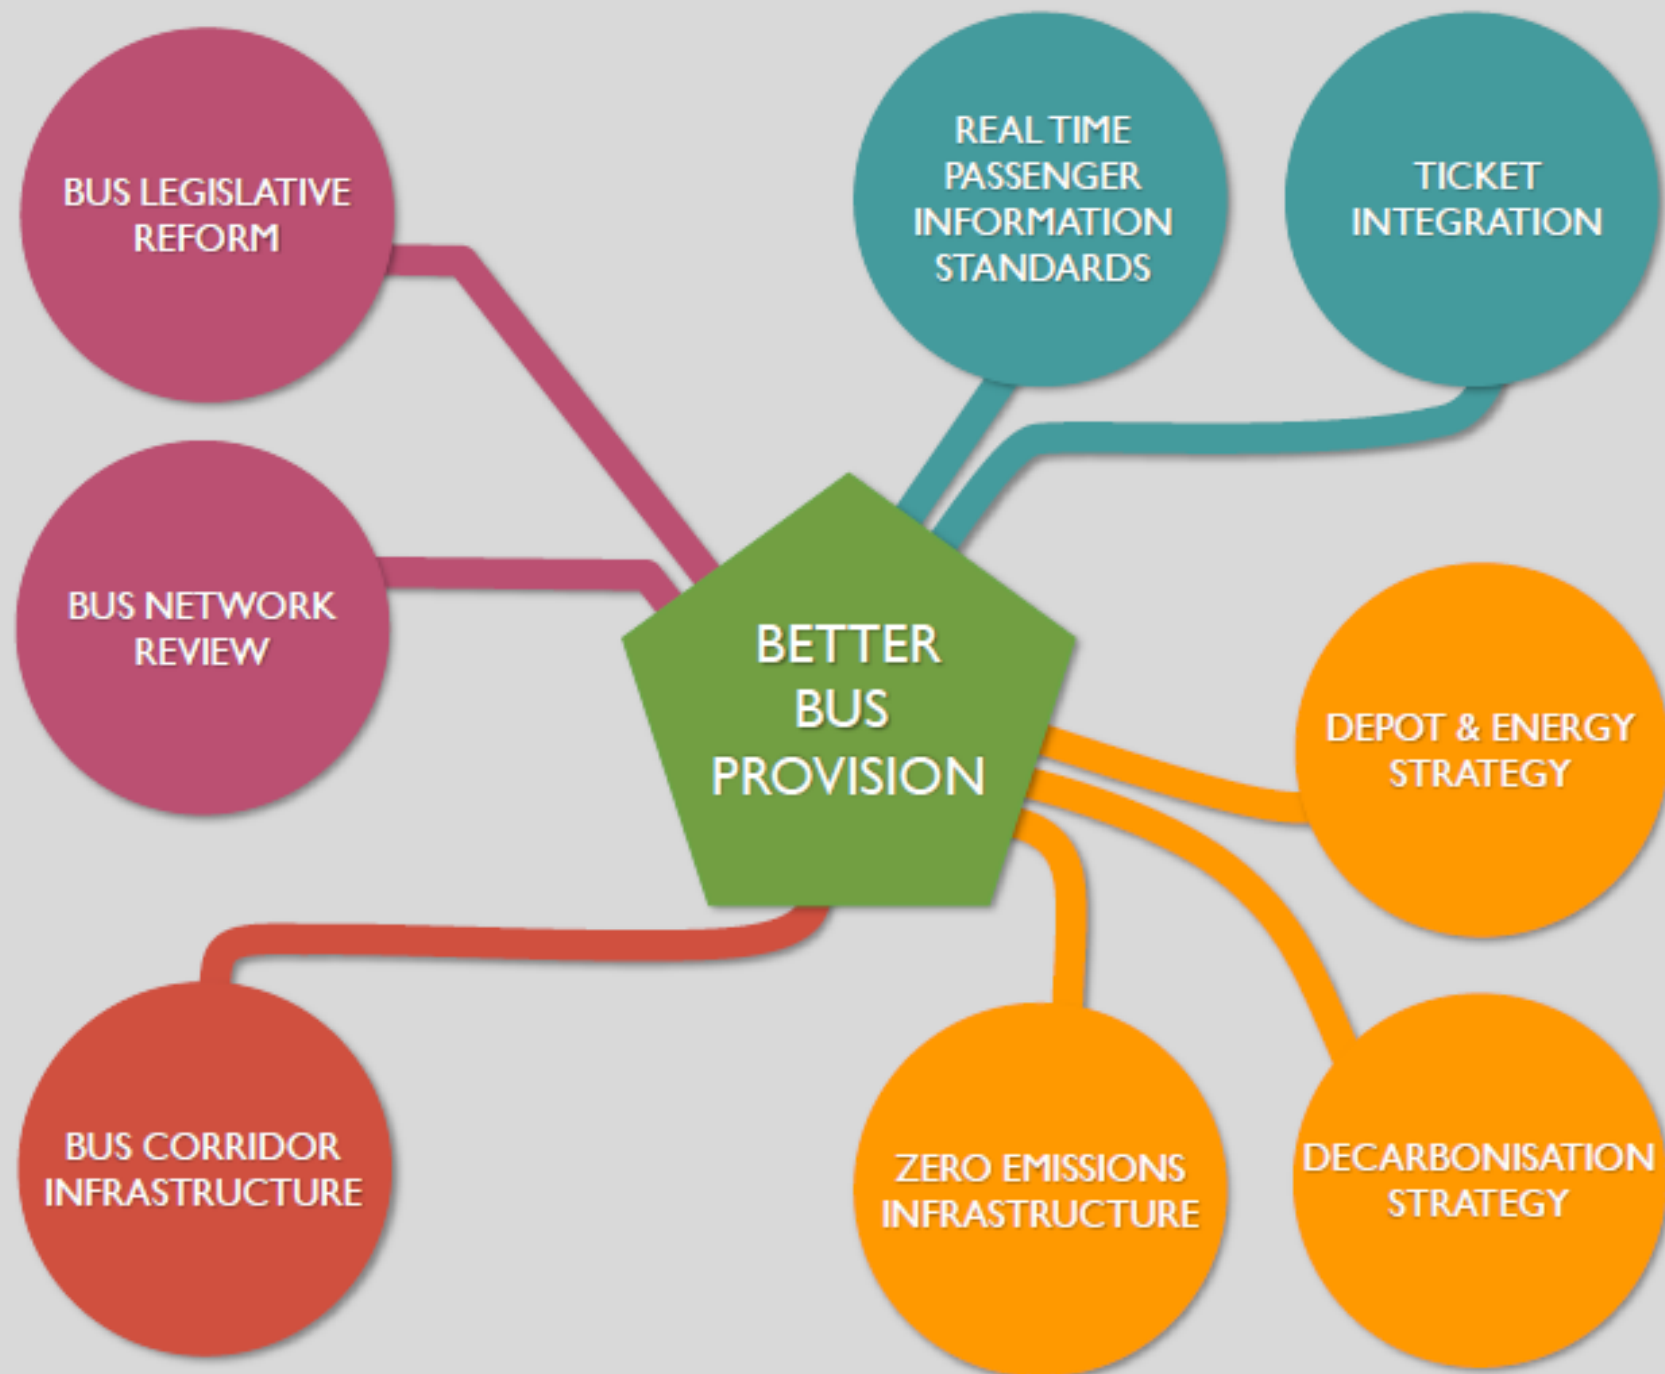 BUS LEGISLATIVE
REFORM
REAL TIME
PASSENGER
INFORMATION
STANDARDS
TICKET
INTEGRATION
BUS NETWORK
REVIEW
BETTER
BUS
PROVISION
DEPOT & ENERGY
STRATEGY
BUS CORRIDOR
INFRASTRUCTURE
ZERO EMISSIONS
INFRASTRUCTURE
DECARBONISATION
STRATEGY